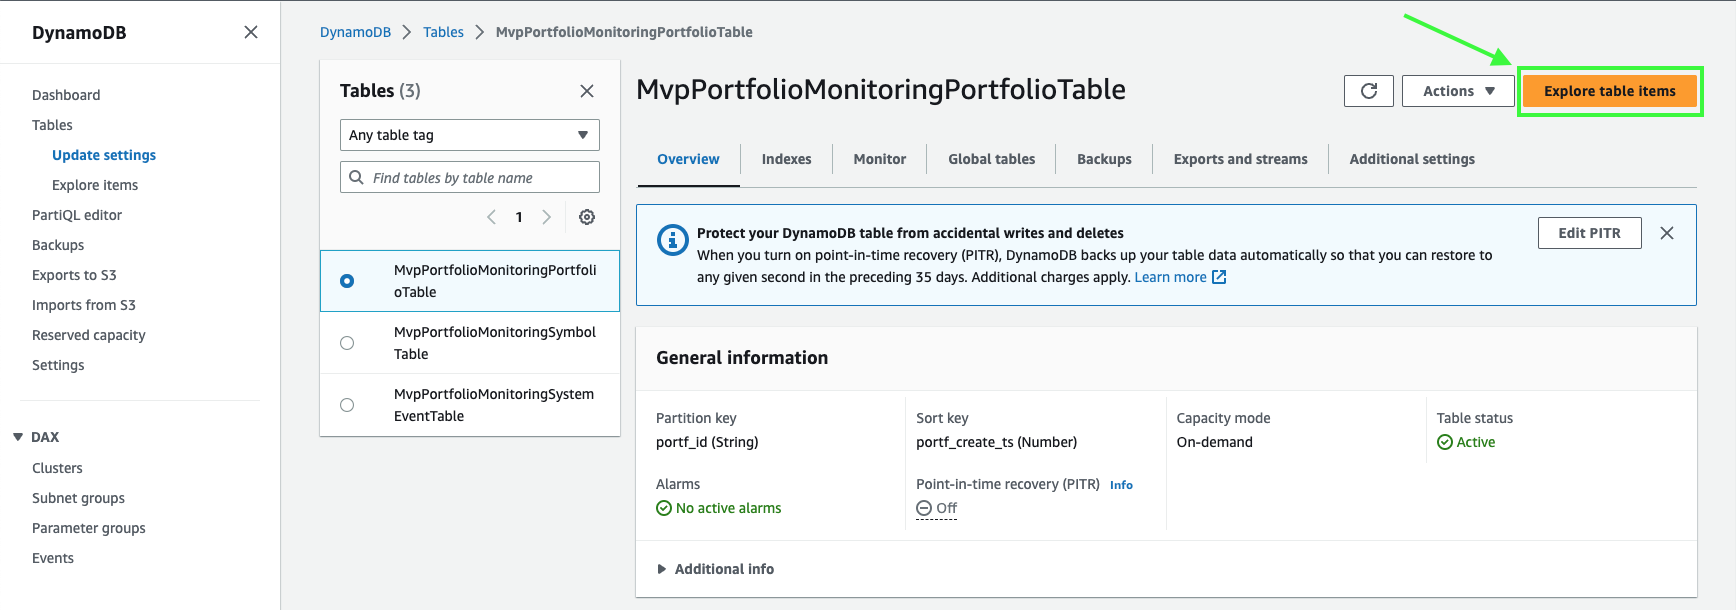 DynamoDB
Dashboard
Tables
Update settings
Explore items
PartiQL editor
Backups
Exports to S3
Imports from S3
Reserved capacity
Settings
DAX
Clusters
Subnet groups
Parameter groups
Events
DynamoDB > Tables > MvpPortfolioMonitoringPortfolioTable
Tables (3)
Any table tag
Find tables by table name
1
MvpPortfolioMonitoringPortfoli
oTable
MvpPortfolioMonitoringSymbol
Table
MvpPortfolioMonitoringSystem
EventTable
MvpPortfolioMonitoringPortfolioTable
Actions
Explore table items
Overview
Indexes
Monitor
Global tables
Backups
Exports and streams
Additional settings
Protect your DynamoDB table from accidental writes and deletes
When you turn on point-in-time recovery (PITR), DynamoDB backs up your table data automatically so that you can restore to
any given second in the preceding 35 days. Additional charges apply. Learn more
Edit PITR
General information
Partition key
portf_id (String)
Sort key
portf_create_ts (Number)
Capacity mode
On-demand
Table status
Active
Alarms
No active alarms
Point-in-time recovery (PITR) Info
Off
Additional info